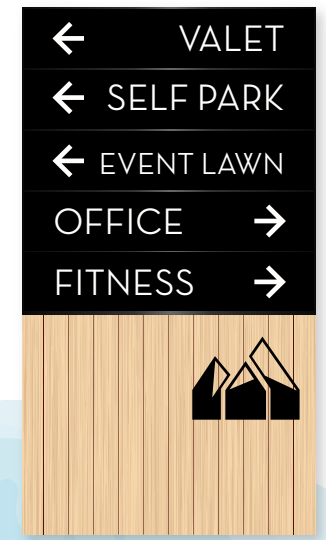 ← VALET
← SELF PARK
← EVENT LAWN
OFFICE →
FITNESS →